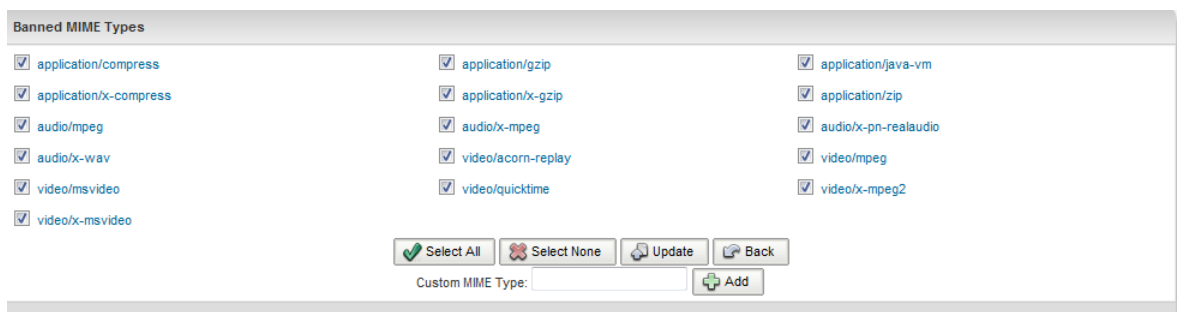 Banned MIME Types
application/compress application/gzip application/java-vm
application/x-compress application/x-gzip application/zip
audio/mpeg audio/x-mpeg audio/x-pn-realaudio
audio/x-wav video/acorn-replay video/mpeg
video/msvideo video/quicktime video/x-mpeg2
video/x-msvideo
Select All Select None Update Back
Custom MIME Type: Add